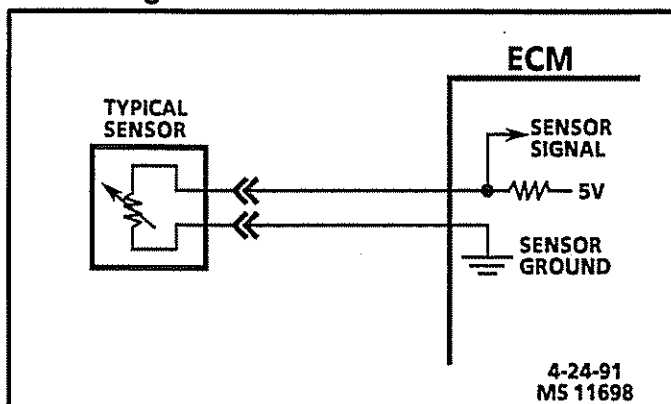 ECM
TYPICAL
SENSOR
SENSOR
SIGNAL
5V
SENSOR
GROUND
4-24-91
MS 11698